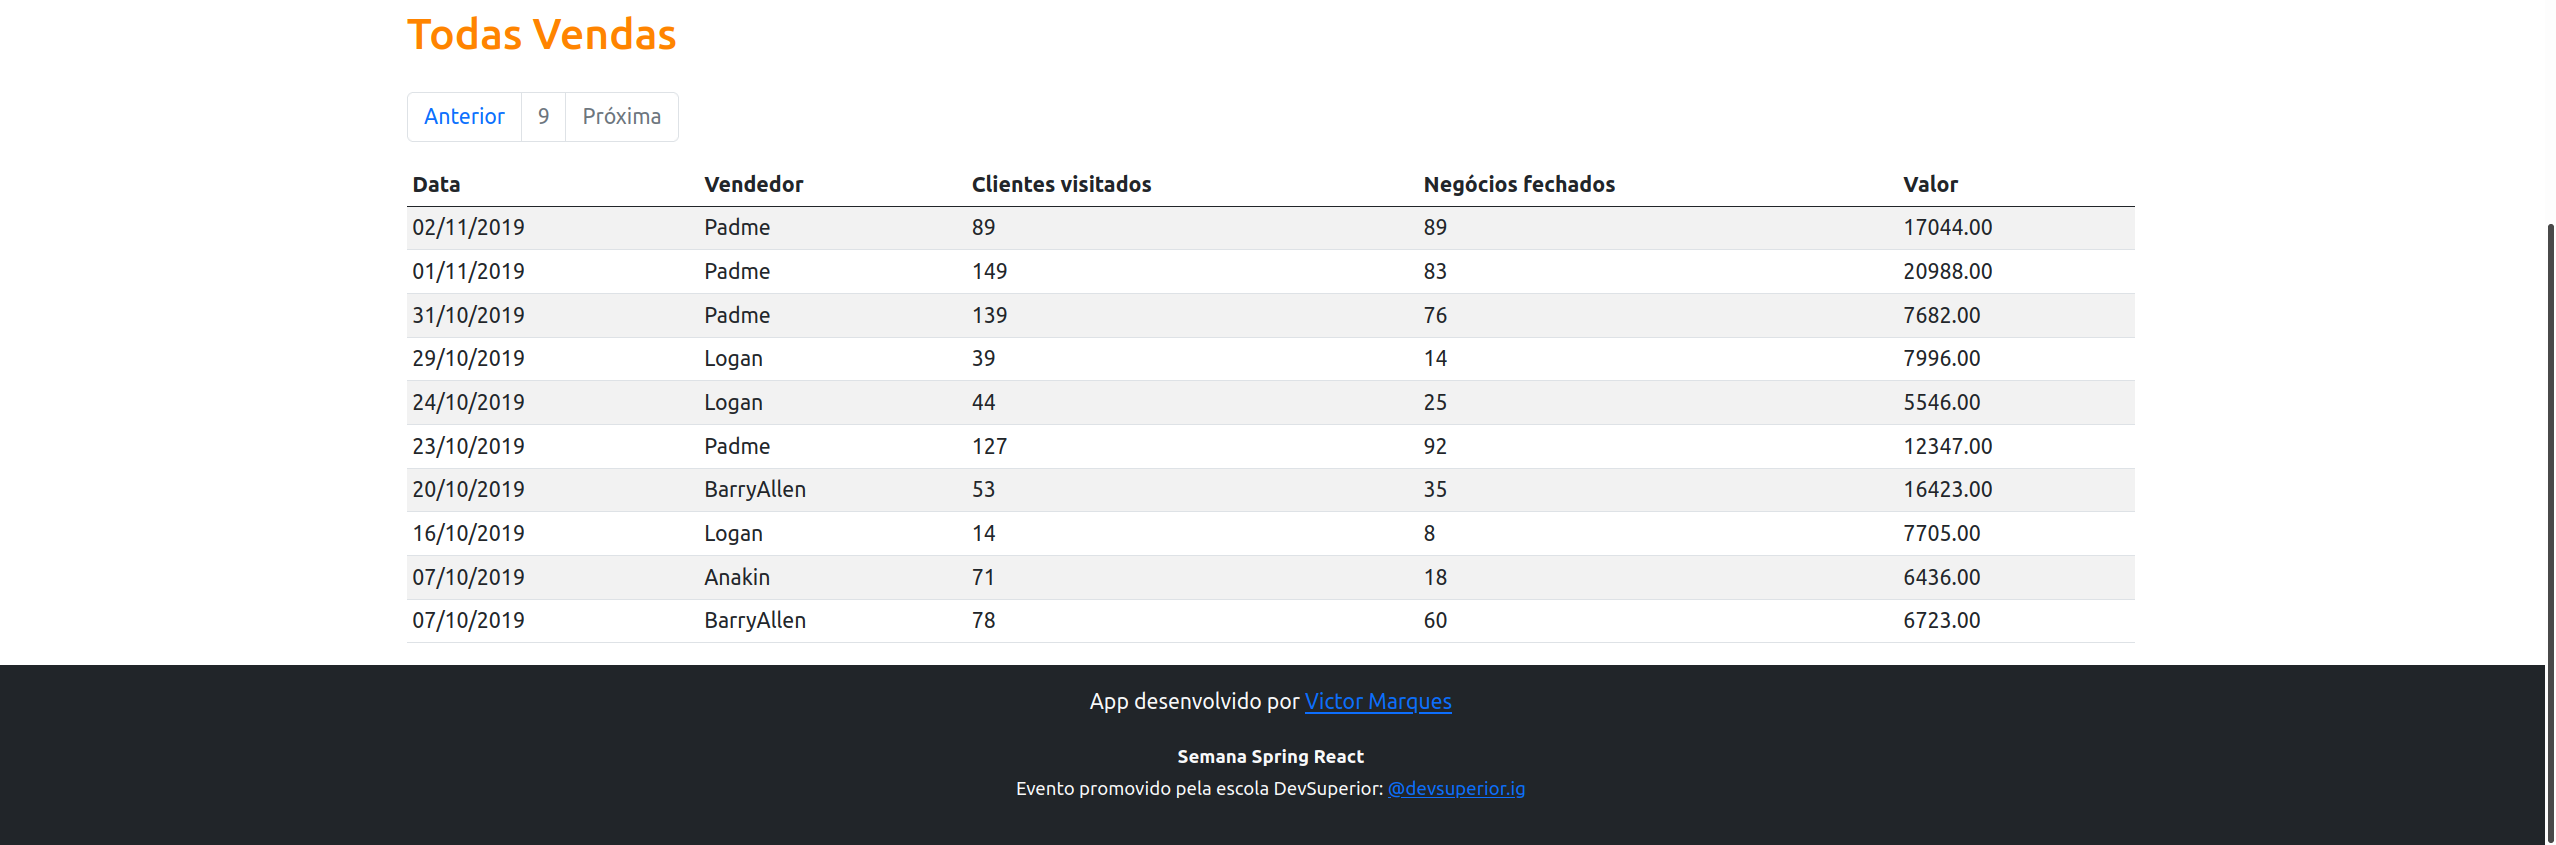 Todas Vendas
Anterior 9 Próxima
Data Vendedor Clientes visitados Negócios fechados Valor
02/11/2019 Padme 89 89 17044.00
01/11/2019 Padme 149 83 20988.00
31/10/2019 Padme 139 76 7682.00
29/10/2019 Logan 39 14 7996.00
24/10/2019 Logan 44 25 5546.00
23/10/2019 Padme 127 92 12347.00
20/10/2019 BarryAllen 53 35 16423.00
16/10/2019 Logan 14 8 7705.00
07/10/2019 Anakin 71 18 6436.00
07/10/2019 BarryAllen 78 60 6723.00
App desenvolvido por Victor Marques
Semana Spring React
Evento promovido pela escola DevSuperior: @devsuperior.ig